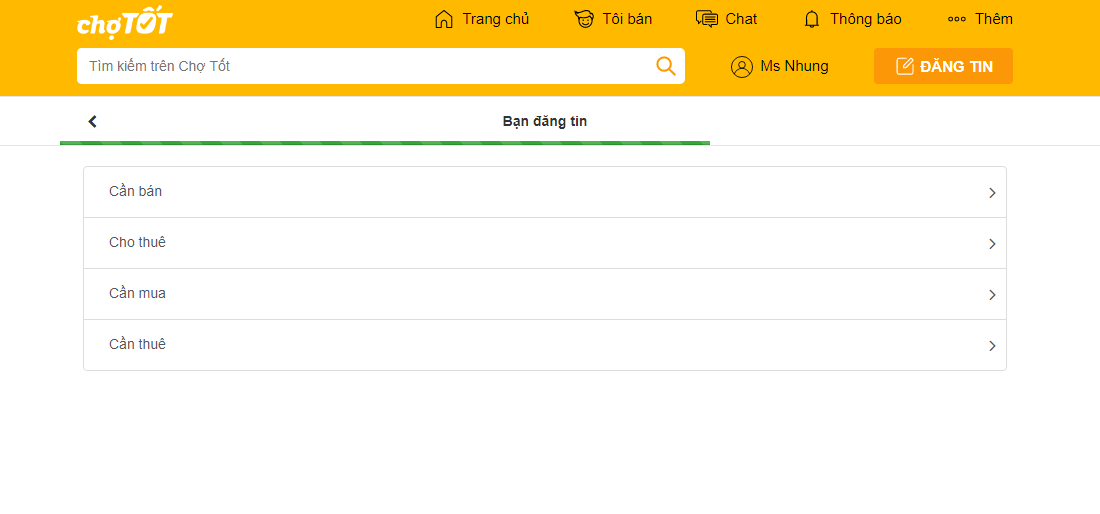 chợTỐT
Trang chủ
Tôi bán
Chat
Thông báo
Thêm
Tìm kiếm trên Chợ Tốt
Ms Nhung
ĐĂNG TIN
Bạn đăng tin
Cần bán
Cho thuê
Cần mua
Cần thuê